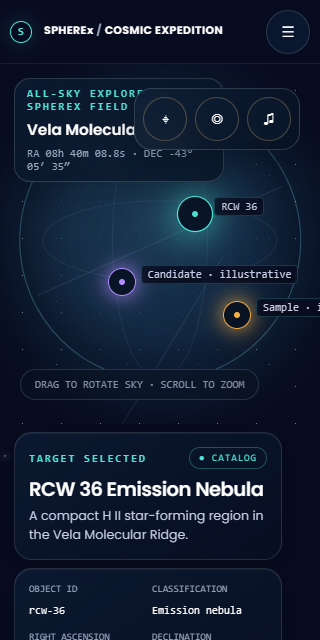 S
SPHEREx / COSMIC EXPEDITION
☰
ALL-SKY EXPLORE
SPHEREX FIELD
Vela Molecula
RA 08h 40m 08.8s · DEC -43°
05′ 35″
RCW 36
Candidate · illustrative
Sample · i
DRAG TO ROTATE SKY · SCROLL TO ZOOM
TARGET SELECTED
● CATALOG
RCW 36 Emission Nebula
A compact H II star-forming region in
the Vela Molecular Ridge.
OBJECT ID CLASSIFICATION
rcw-36 Emission nebula
RIGHT ASCENSION DECLINATION